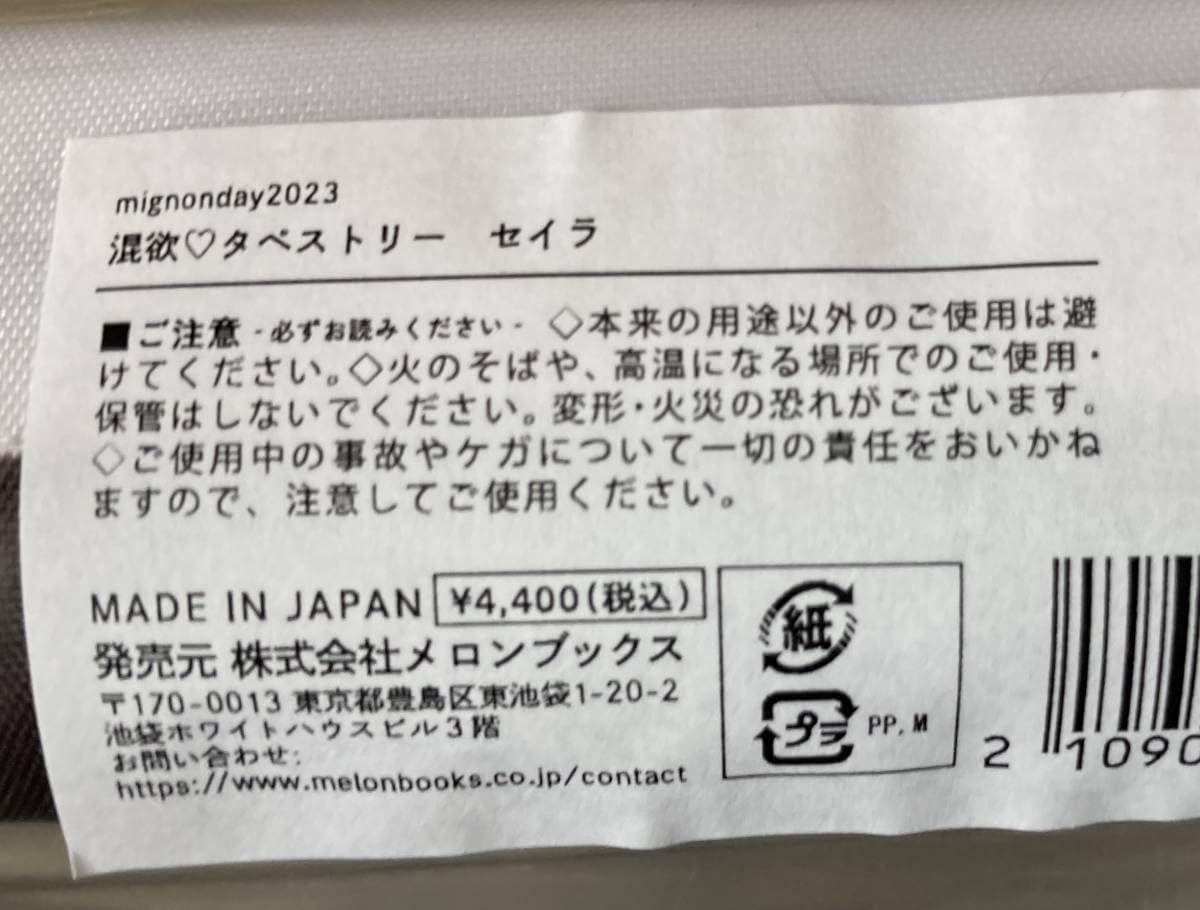 mignonday2023
混欲♡タペストリー　セイラ
■ご注意 -必ずお読みください- ◇本来の用途以外のご使用は避
けてください。◇火のそばや、高温になる場所でのご使用・
保管はしないでください。変形・火災の恐れがございます。
◇ご使用中の事故やケガについて一切の責任をおいかね
ますので、注意してご使用ください。
MADE IN JAPAN ¥4,400(税込)
発売元 株式会社メロンブックス
〒170-0013 東京都豊島区東池袋1-20-2
池袋ホワイトハウスビル3階
お問い合わせ:
https://www.melonbooks.co.jp/contact
紙
プラ PP, M
2 1090